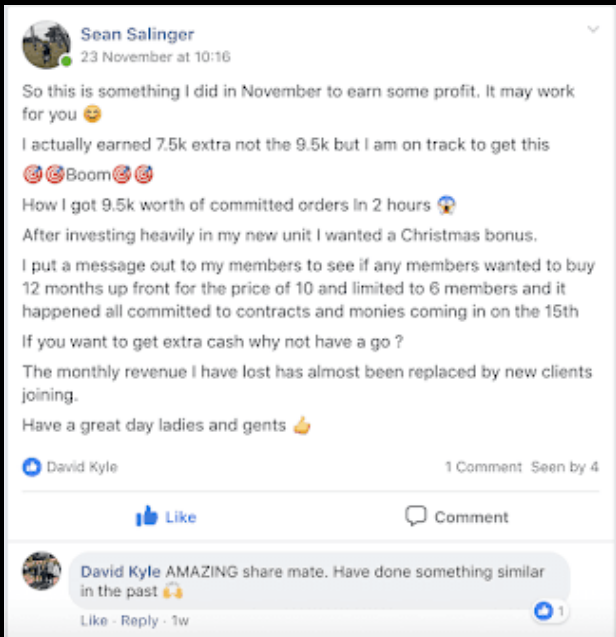 Sean Salinger
23 November at 10:16
So this is something I did in November to earn some profit. It may work
for you 😊
I actually earned 7.5k extra not the 9.5k but I am on track to get this
🎯🎯Boom🎯🎯
How I got 9.5k worth of committed orders In 2 hours 😱
After investing heavily in my new unit I wanted a Christmas bonus.
I put a message out to my members to see if any members wanted to buy
12 months up front for the price of 10 and limited to 6 members and it
happened all committed to contracts and monies coming in on the 15th
If you want to get extra cash why not have a go ?
The monthly revenue I have lost has almost been replaced by new clients
joining.
Have a great day ladies and gents 👍
David Kyle
1 Comment Seen by 4
Like
Comment
David Kyle AMAZING share mate. Have done something similar
in the past 🙌
Like · Reply · 1w
1